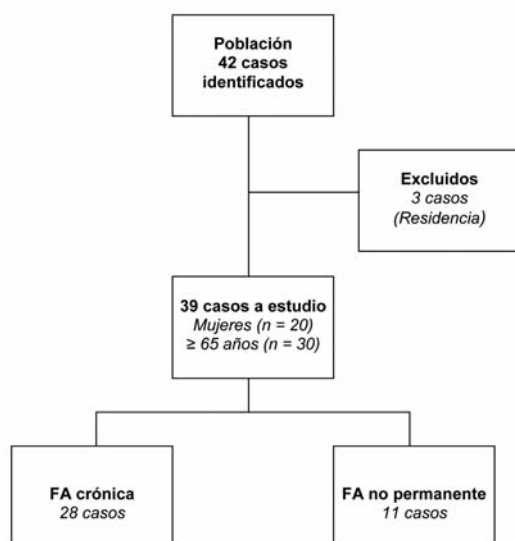 Población
42 casos
identificados
Excluidos
3 casos
(Residencia)
39 casos a estudio
Mujeres (n = 20)
≥ 65 años (n = 30)
FA crónica
28 casos
FA no permanente
11 casos